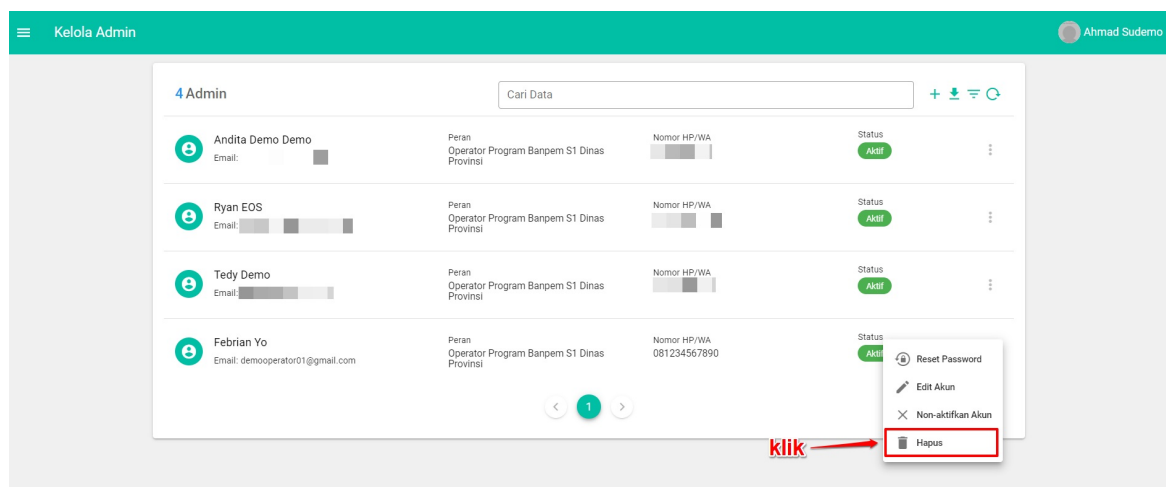 Kelola Admin
Ahmad Sudemo
4 Admin
Cari Data
Andita Demo Demo
Email:
Peran
Operator Program Banpem S1 Dinas
Provinsi
Nomor HP/WA
Status
Aktif
Ryan EOS
Email:
Peran
Operator Program Banpem S1 Dinas
Provinsi
Nomor HP/WA
Status
Aktif
Tedy Demo
Email:
Peran
Operator Program Banpem S1 Dinas
Provinsi
Nomor HP/WA
Status
Aktif
Febrian Yo
Email: demooperator01@gmail.com
Peran
Operator Program Banpem S1 Dinas
Provinsi
Nomor HP/WA
081234567890
Status
Reset Password
Edit Akun
Non-aktifkan Akun
Hapus
klik
1